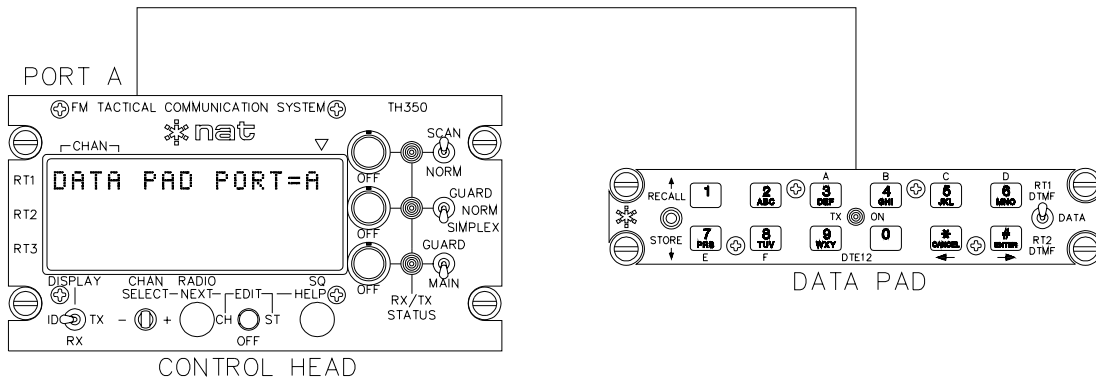 PORT A
FM TACTICAL COMMUNICATION SYSTEM TH350
nat
CHAN
SCAN
NORM
OFF
RT1 DATA PAD PORT=A
RT2
RT3
GUARD
NORM
SIMPLEX
OFF
GUARD
MAIN
OFF
DISPLAY
ID TX
RX
CHAN
SELECT
- +
RADIO
NEXT
EDIT
CH ST
OFF
SQ
HELP
RX/TX
STATUS
CONTROL HEAD
RECALL
STORE
A B C D
1
2 ABC
3 DEF
4 GHI
5 JKL
6 MNO
TX ON
7 PRS
8 TUV
9 WXY
0
* CANCEL
# ENTER
E F DTE12
RT1
DTMF
DATA
RT2
DTMF
DATA PAD